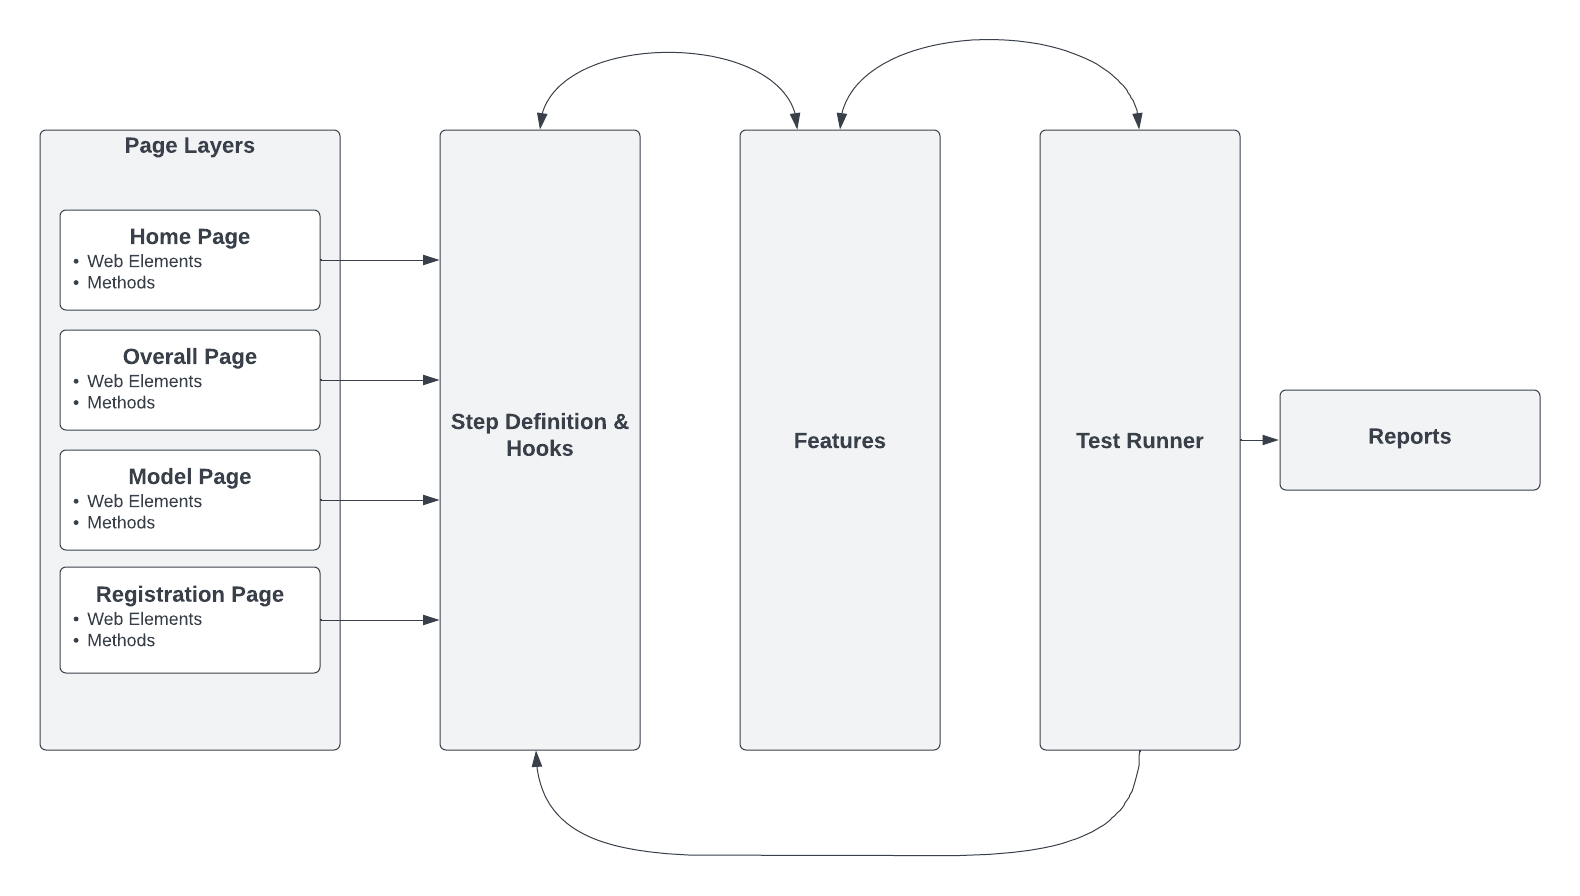 Page Layers
Home Page
• Web Elements
• Methods
Overall Page
• Web Elements
• Methods
Model Page
• Web Elements
• Methods
Registration Page
• Web Elements
• Methods
Step Definition &
Hooks
Features
Test Runner
Reports